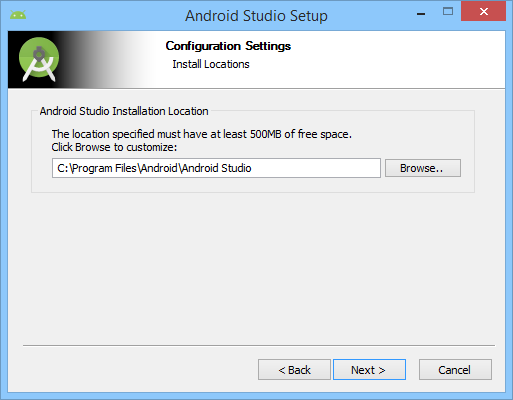 Android Studio Setup
Configuration Settings
Install Locations
Android Studio Installation Location
The location specified must have at least 500MB of free space.
Click Browse to customize:
C:\Program Files\Android\Android Studio
Browse..
< Back
Next >
Cancel